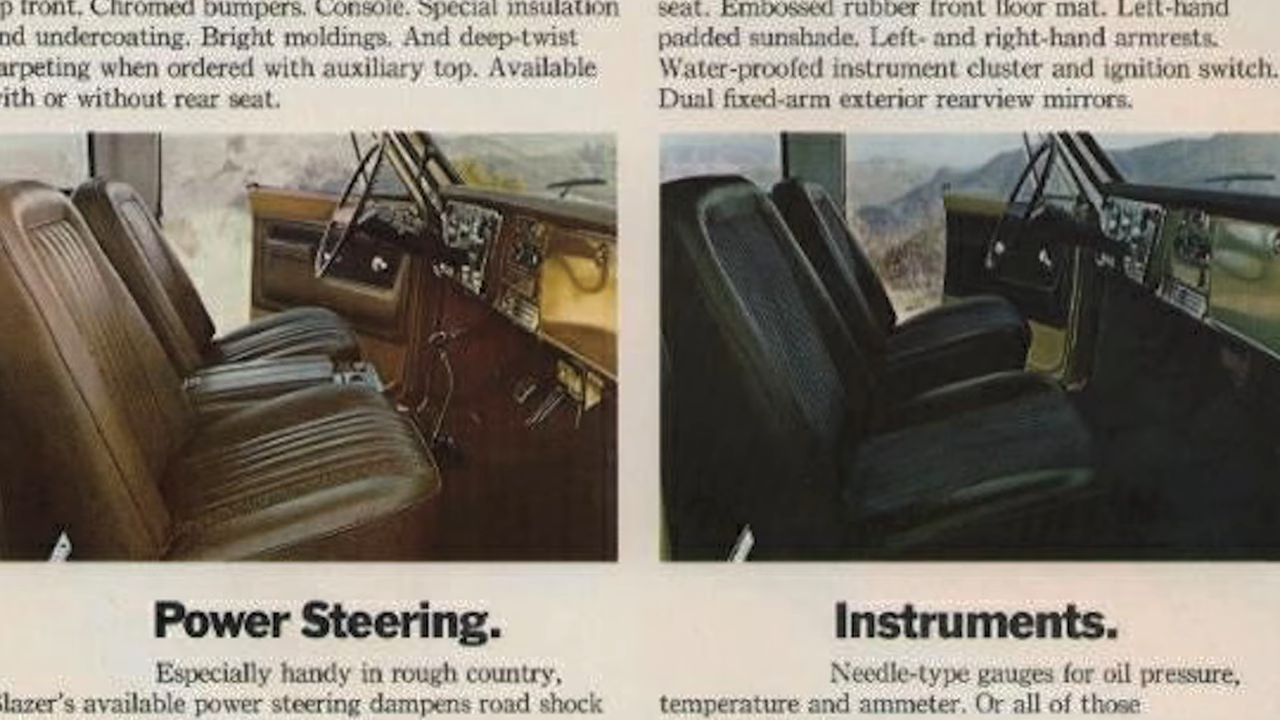 p front. Chromed bumpers. Console. Special insulation
nd undercoating. Bright moldings. And deep-twist
arpeting when ordered with auxiliary top. Available
ith or without rear seat.
seat. Embossed rubber front floor mat. Left-hand
padded sunshade. Left- and right-hand armrests.
Water-proofed instrument cluster and ignition switch.
Dual fixed-arm exterior rearview mirrors.
Power Steering.
Especially handy in rough country,
Blazer's available power steering dampens road shock
Instruments.
Needle-type gauges for oil pressure,
temperature and ammeter. Or all of those